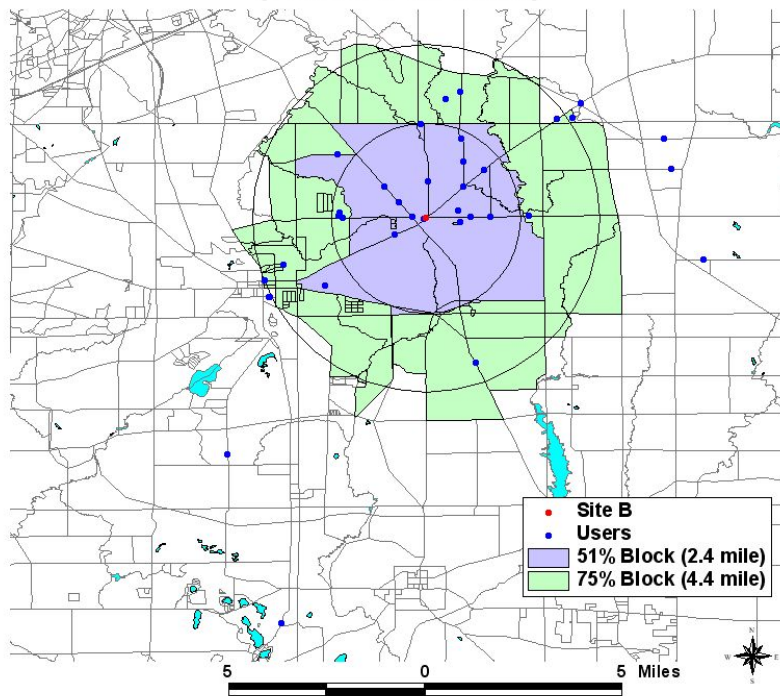 Site B
Users
51% Block (2.4 mile)
75% Block (4.4 mile)
N
W E
S
5 0 5 Miles